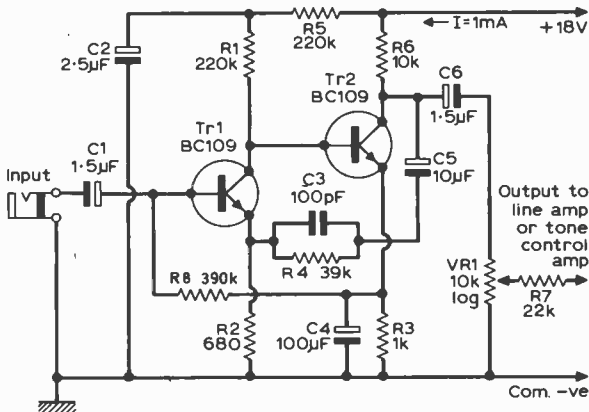 C2
2·5µF
R1
220k
R5
220k
I=1mA
+18V
R6
10k
Tr2
BC109
C6
1·5µF
Tr1
BC109
C1
1·5µF
Input
C3
100pF
C5
10µF
Output to
line amp
or tone
control
amp
R4 39k
VR1
10k
log
R7
22k
R8 390k
R2
680
C4
100µF
R3
1k
Com. -ve